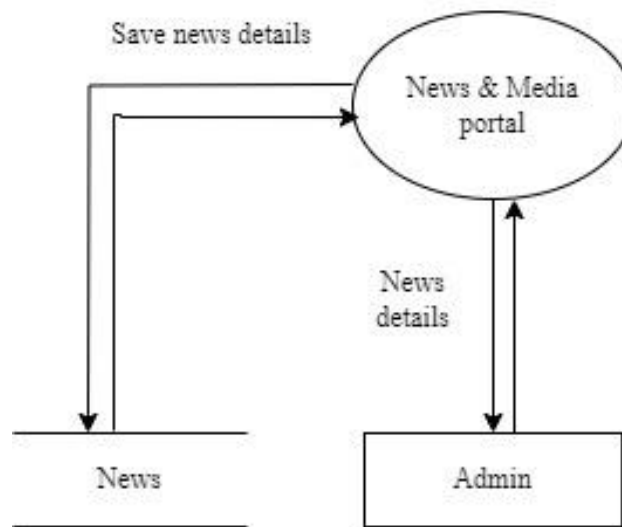 Save news details
News & Media
portal
News
details
News
Admin